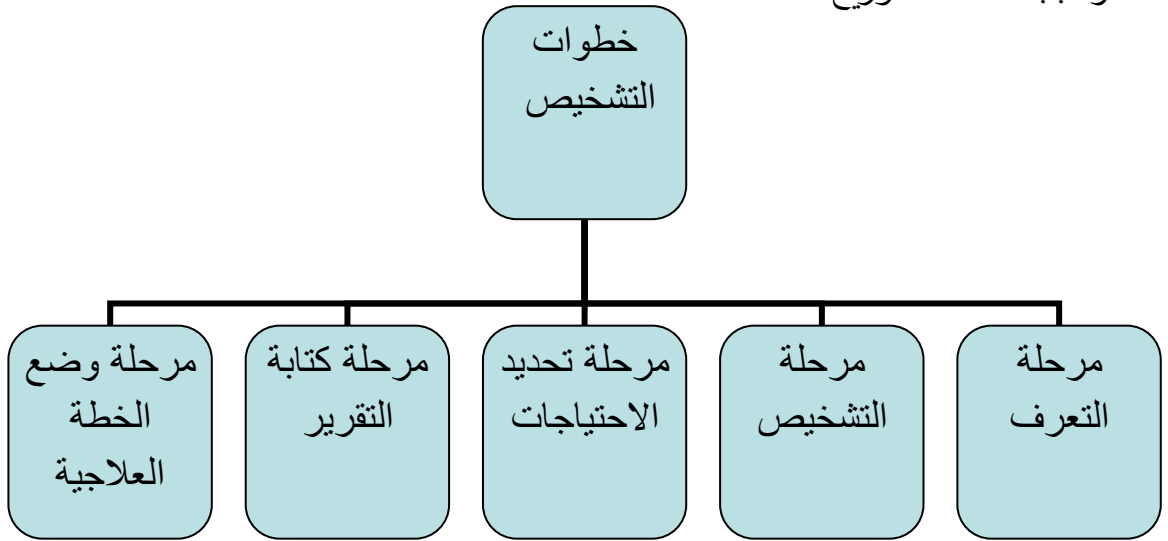 خطوات
التشخيص
مرحلة
التعرف
مرحلة
التشخيص
مرحلة تحديد
الاحتياجات
مرحلة كتابة
التقرير
مرحلة وضع
الخطة
العلاجية